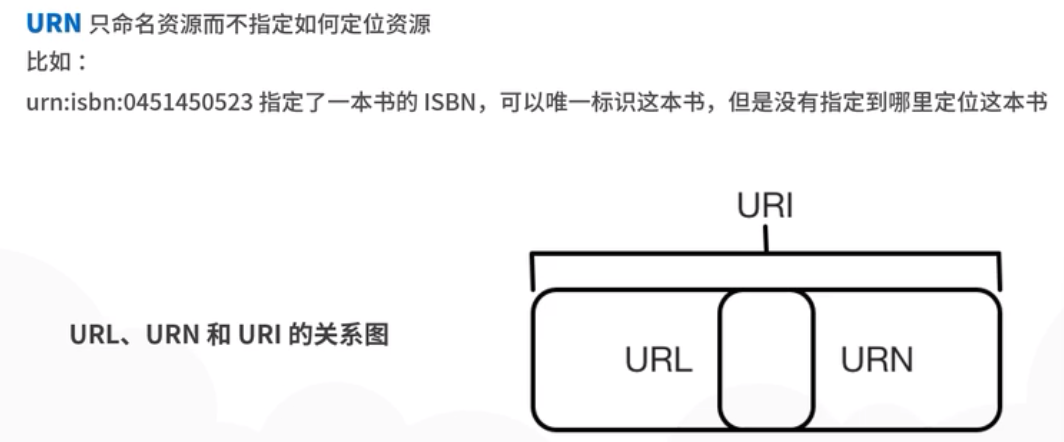 URN 只命名资源而不指定如何定位资源
比如：
urn:isbn:0451450523 指定了一本书的 ISBN，可以唯一标识这本书，但是没有指定到哪里定位这本书
URI
URL、URN 和 URI 的关系图
URL
URN